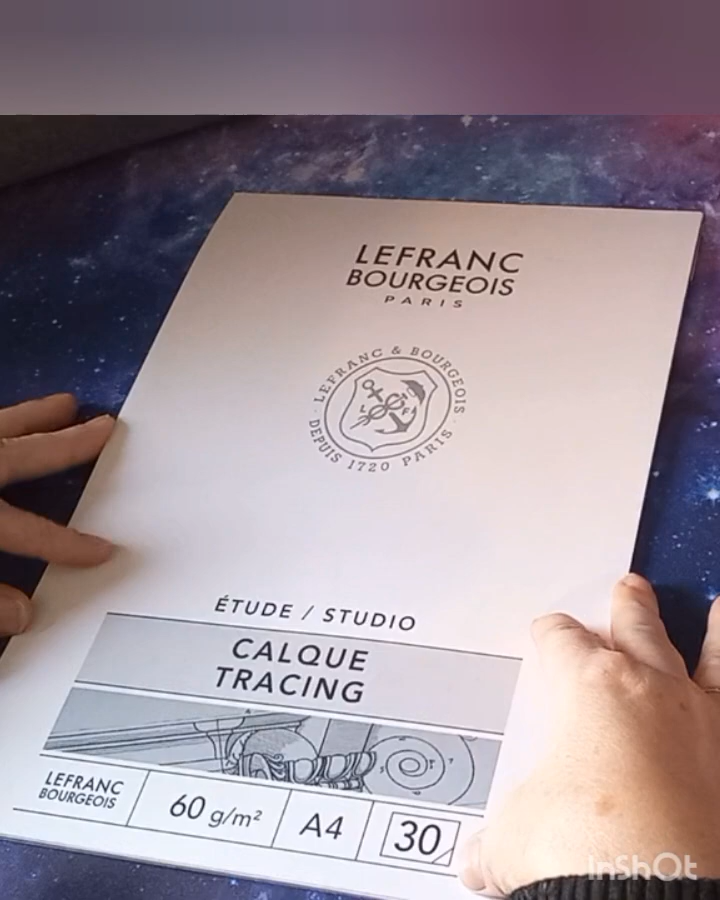 LEFRANC
BOURGEOIS
PARIS
LEFRANC & BOURGEOIS
L F
DEPUIS 1720 PARIS
ÉTUDE / STUDIO
CALQUE
TRACING
LEFRANC
BOURGEOIS
60 g/m²
A4
30
InShOt